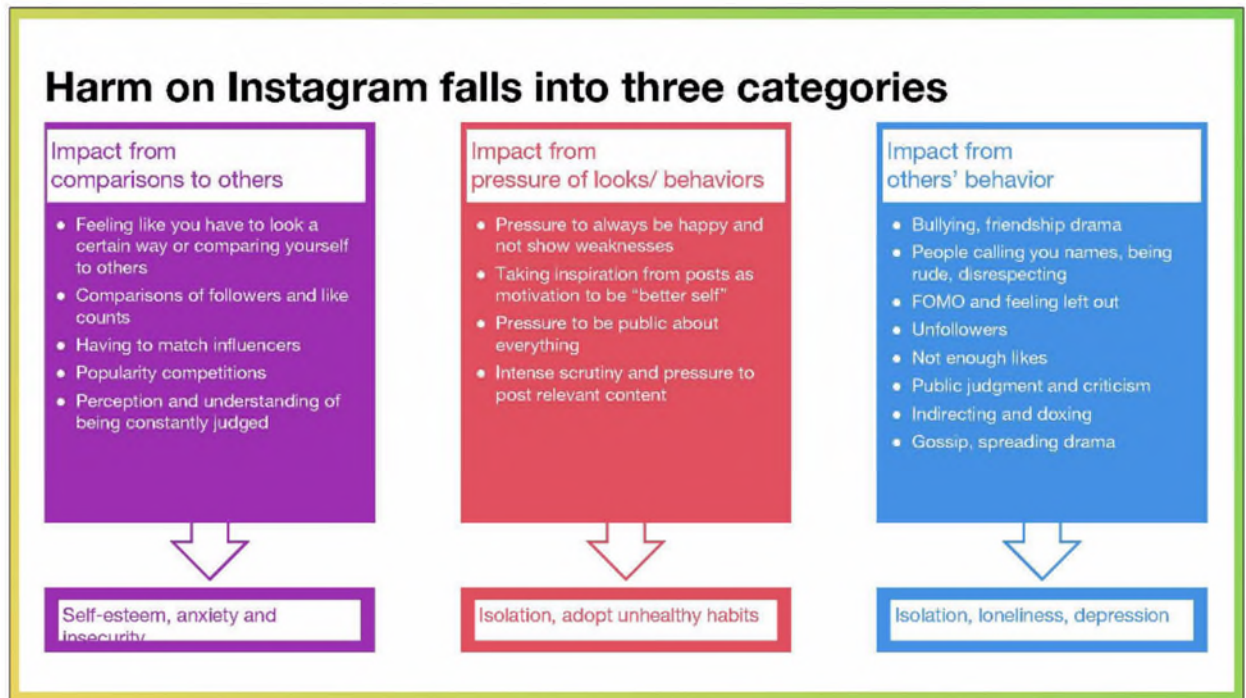 Harm on Instagram falls into three categories
Impact from
comparisons to others
• Feeling like you have to look a
certain way or comparing yourself
to others
• Comparisons of followers and like
counts
• Having to match influencers
• Popularity competitions
• Perception and understanding of
being constantly judged
Self-esteem, anxiety and
insecurity
Impact from
pressure of looks/ behaviors
• Pressure to always be happy and
not show weaknesses
• Taking inspiration from posts as
motivation to be “better self”
• Pressure to be public about
everything
• Intense scrutiny and pressure to
post relevant content
Isolation, adopt unhealthy habits
Impact from
others’ behavior
• Bullying, friendship drama
• People calling you names, being
rude, disrespecting
• FOMO and feeling left out
• Unfollowers
• Not enough likes
• Public judgment and criticism
• Indirecting and doxing
• Gossip, spreading drama
Isolation, loneliness, depression